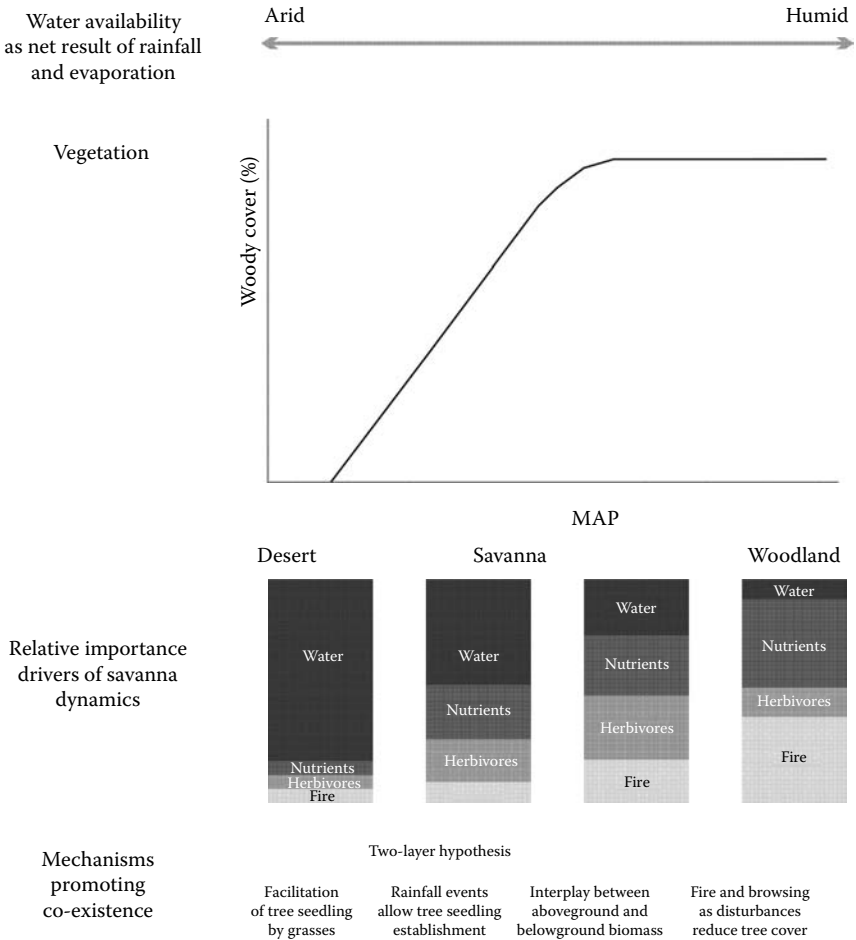 Water availability
as net result of rainfall
and evaporation
Arid
Humid
Vegetation
Woody cover (%)
MAP
Desert
Savanna
Woodland
Relative importance
drivers of savanna
dynamics
Water
Nutrients
Herbivores
Fire
Water
Nutrients
Herbivores
Water
Nutrients
Herbivores
Fire
Water
Nutrients
Herbivores
Fire
Mechanisms
promoting
co-existence
Two-layer hypothesis
Facilitation
of tree seedling
by grasses
Rainfall events
allow tree seedling
establishment
Interplay between
aboveground and
belowground biomass
Fire and browsing
as disturbances
reduce tree cover